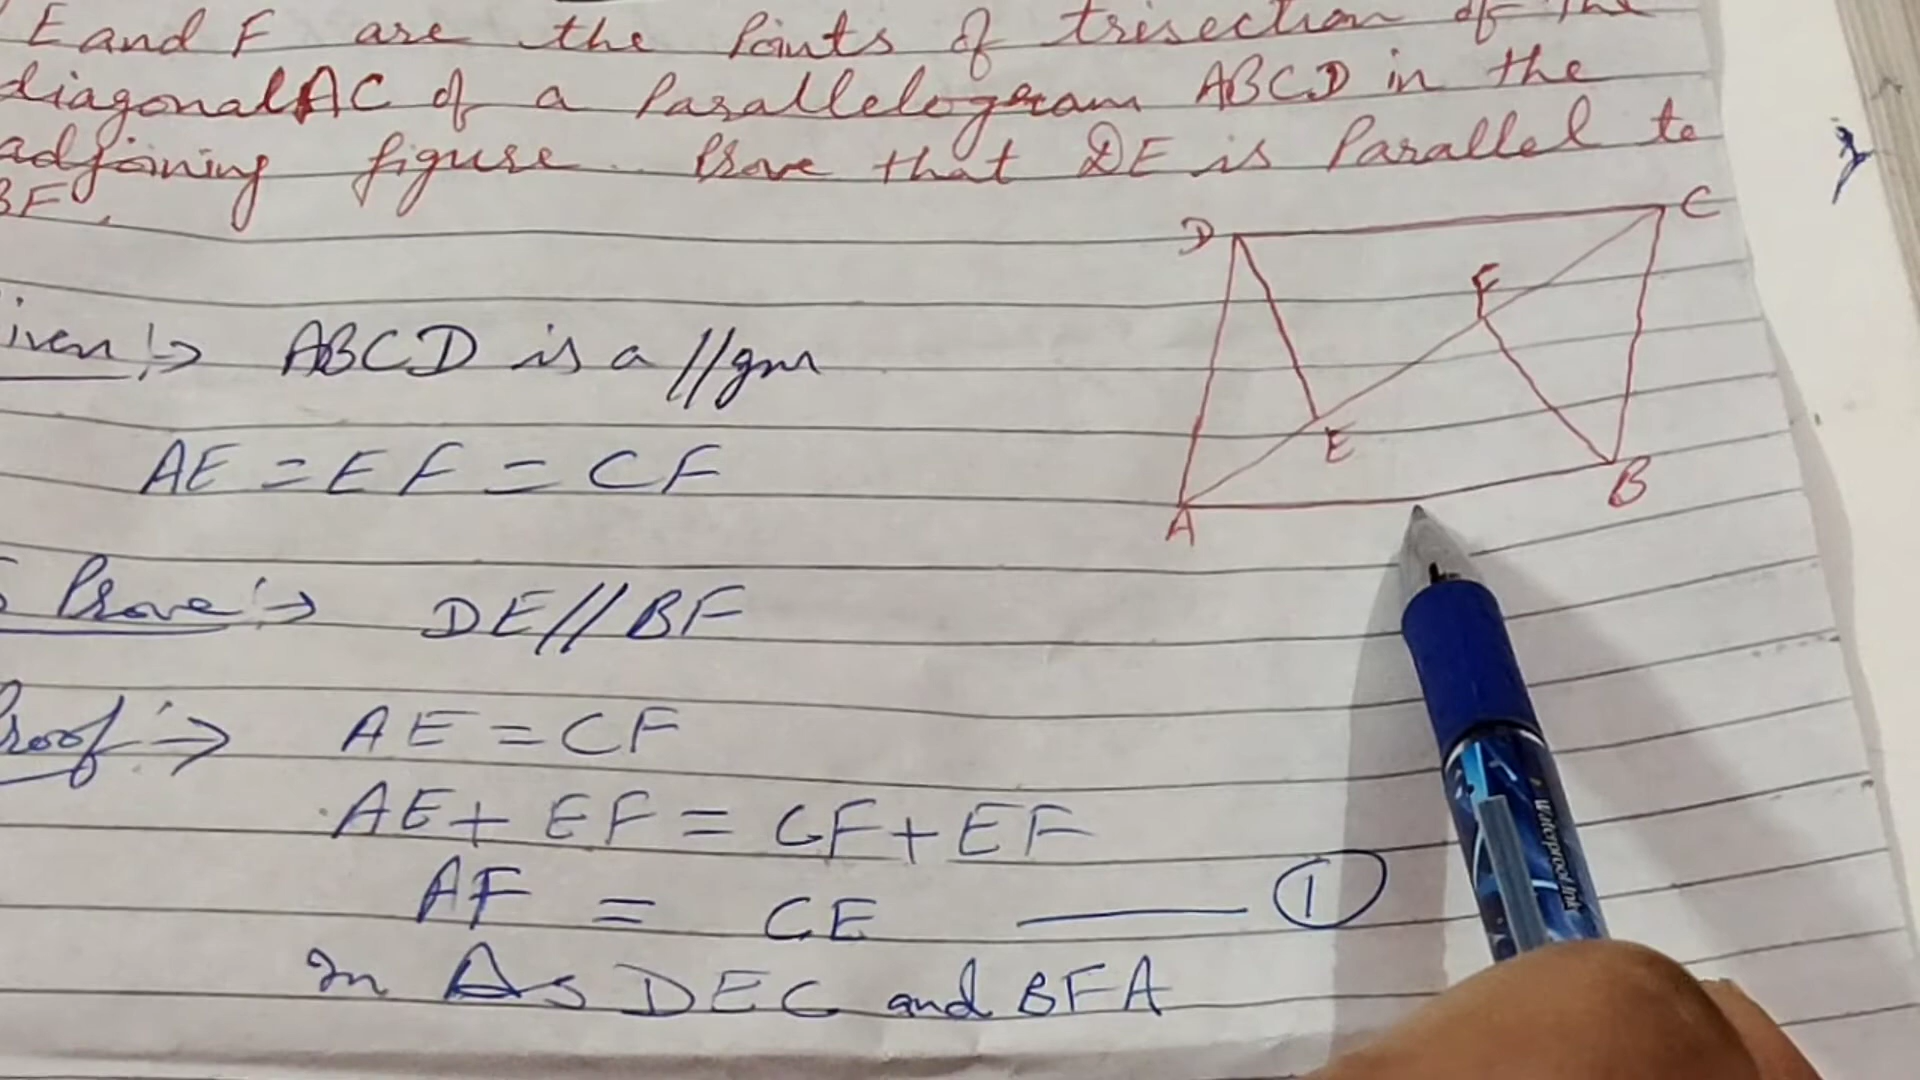 E and F are the Points of trisection of the
diagonal AC of a Parallelogram ABCD in the
adjoining figure. Prove that DE is Parallel to
BF.
D
C
F
E
A
B
iven :→ ABCD is a //gm
AE = EF = CF
Prove :→ DE // BF
roof :→ AE = CF
AE + EF = CF + EF
AF = CE ——— ①
In △s DEC and BFA
Waterproof Ink